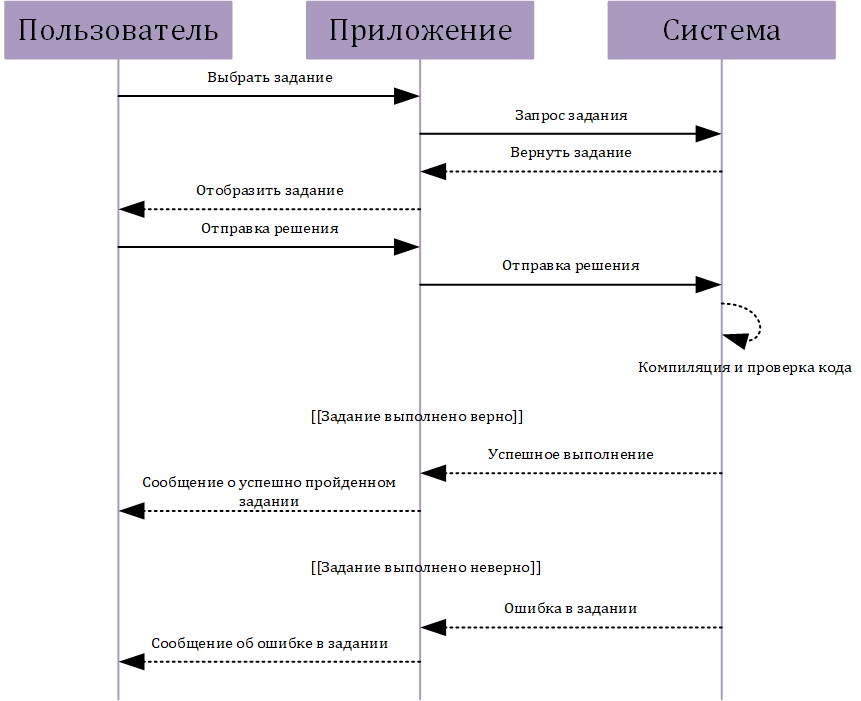 Пользователь
Приложение
Система
Выбрать задание
Запрос задания
Вернуть задание
Отобразить задание
Отправка решения
Отправка решения
Компиляция и проверка кода
[[Задание выполнено верно]]
Успешное выполнение
Сообщение о успешно пройденном
задании
[[Задание выполнено неверно]]
Ошибка в задании
Сообщение об ошибке в задании